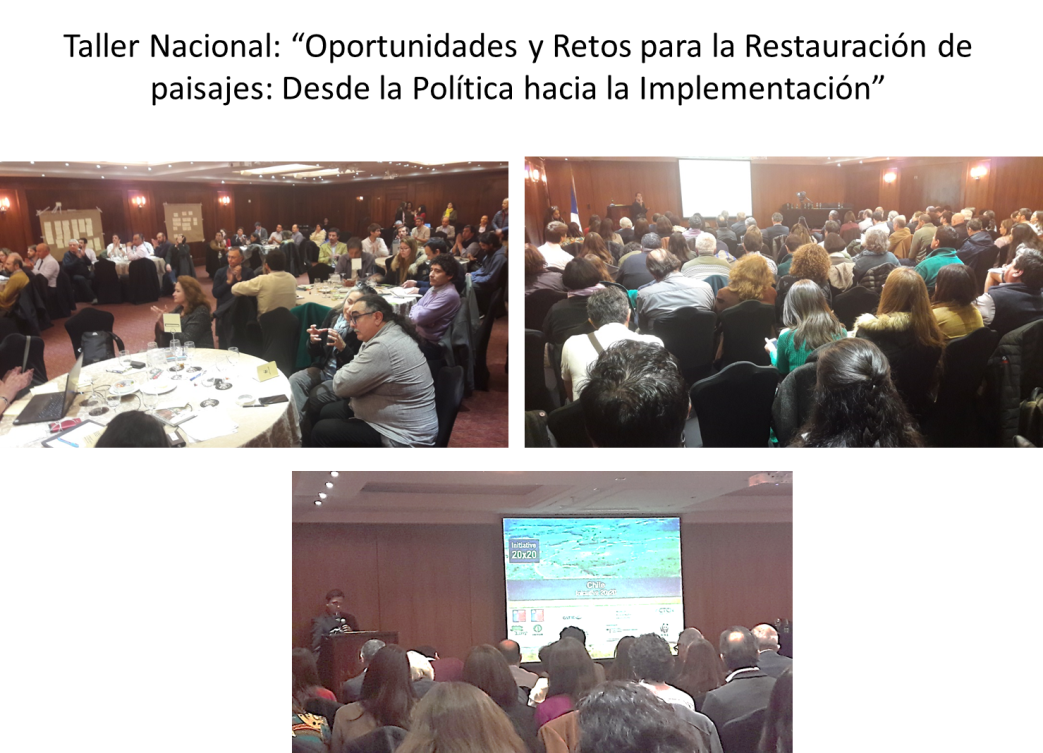 Taller Nacional: “Oportunidades y Retos para la Restauración de
paisajes: Desde la Política hacia la Implementación”
Initiative
20x20
Chile